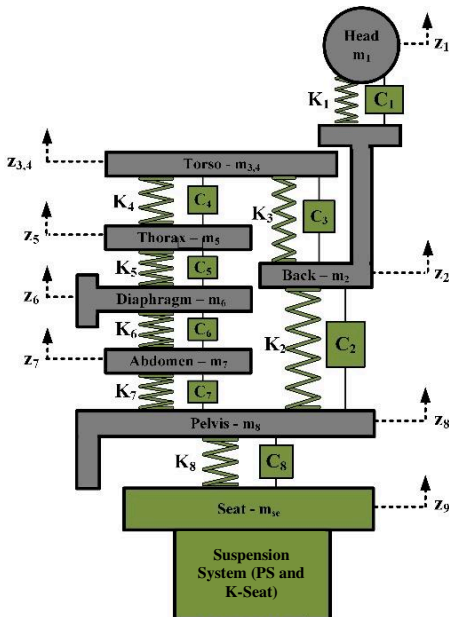 Head
m1
z1
K1
C1
z3,4
Torso – m3,4
K4
C4
K3
C3
z5
Thorax – m5
K5
C5
Back – m2
z2
z6
Diaphragm – m6
K6
C6
K2
C2
z7
Abdomen – m7
K7
C7
Pelvis – m8
z8
K8
C8
Seat - mse
z9
Suspension
System (PS and
K-Seat)